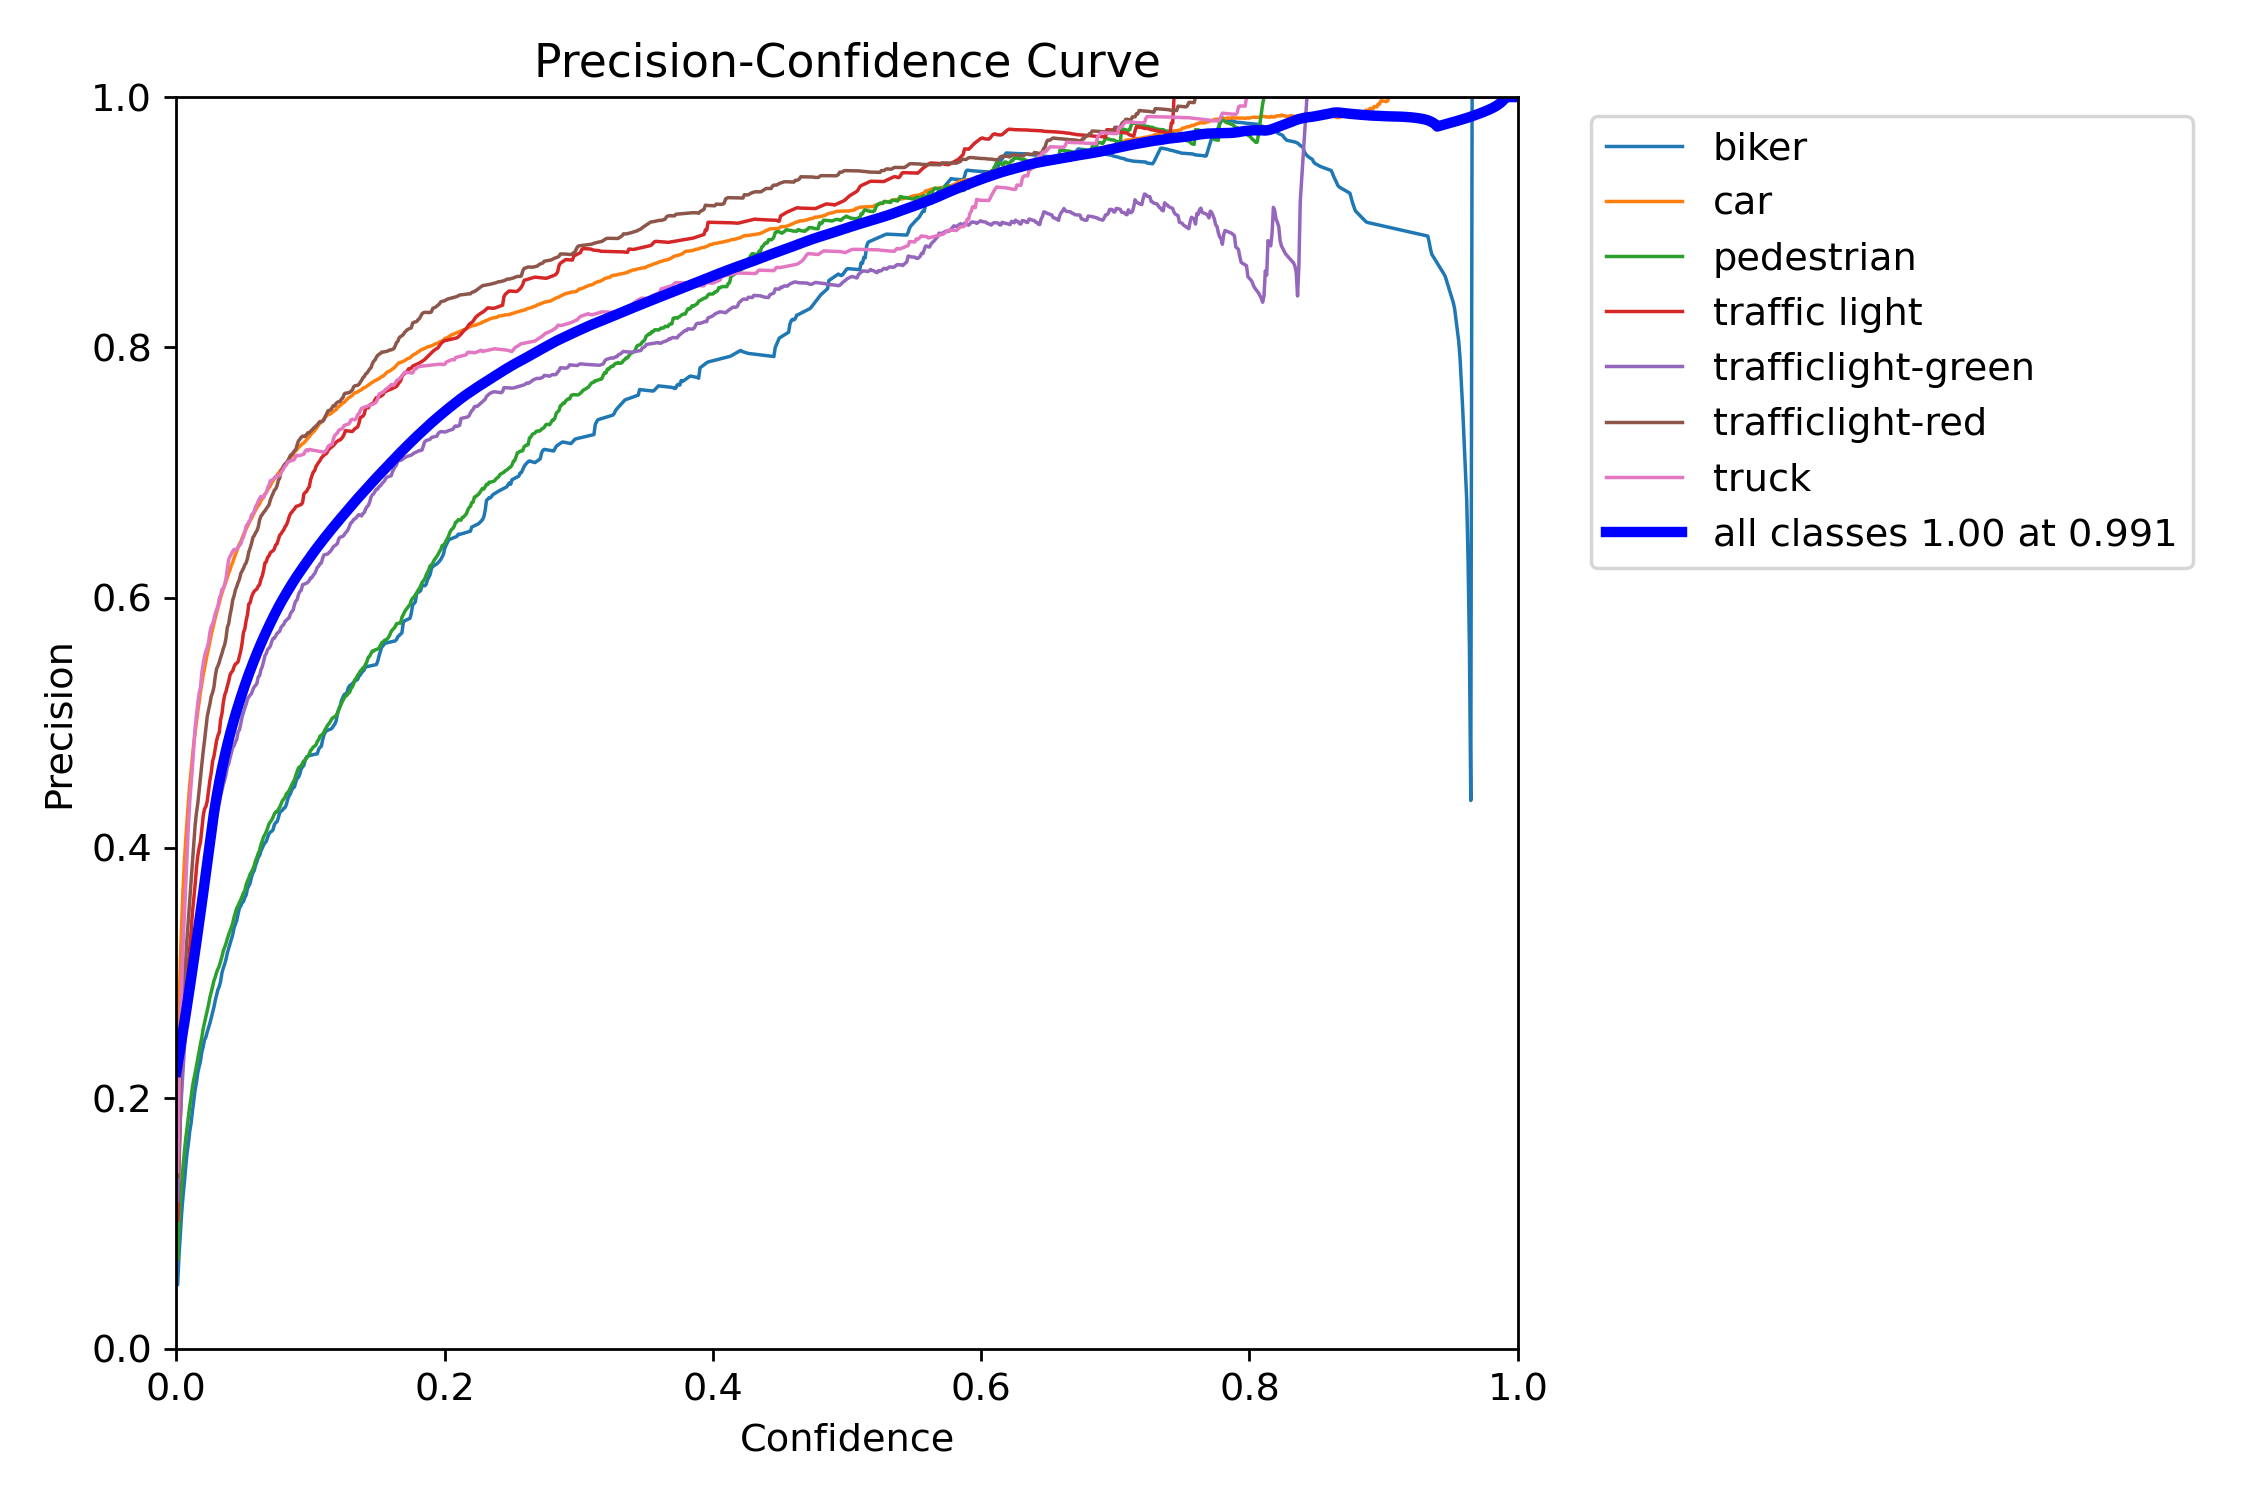 Precision-Confidence Curve
1.0
0.8
0.6
0.4
0.2
0.0
Precision
0.0 0.2 0.4 0.6 0.8 1.0
Confidence
biker
car
pedestrian
traffic light
trafficlight-green
trafficlight-red
truck
all classes 1.00 at 0.991